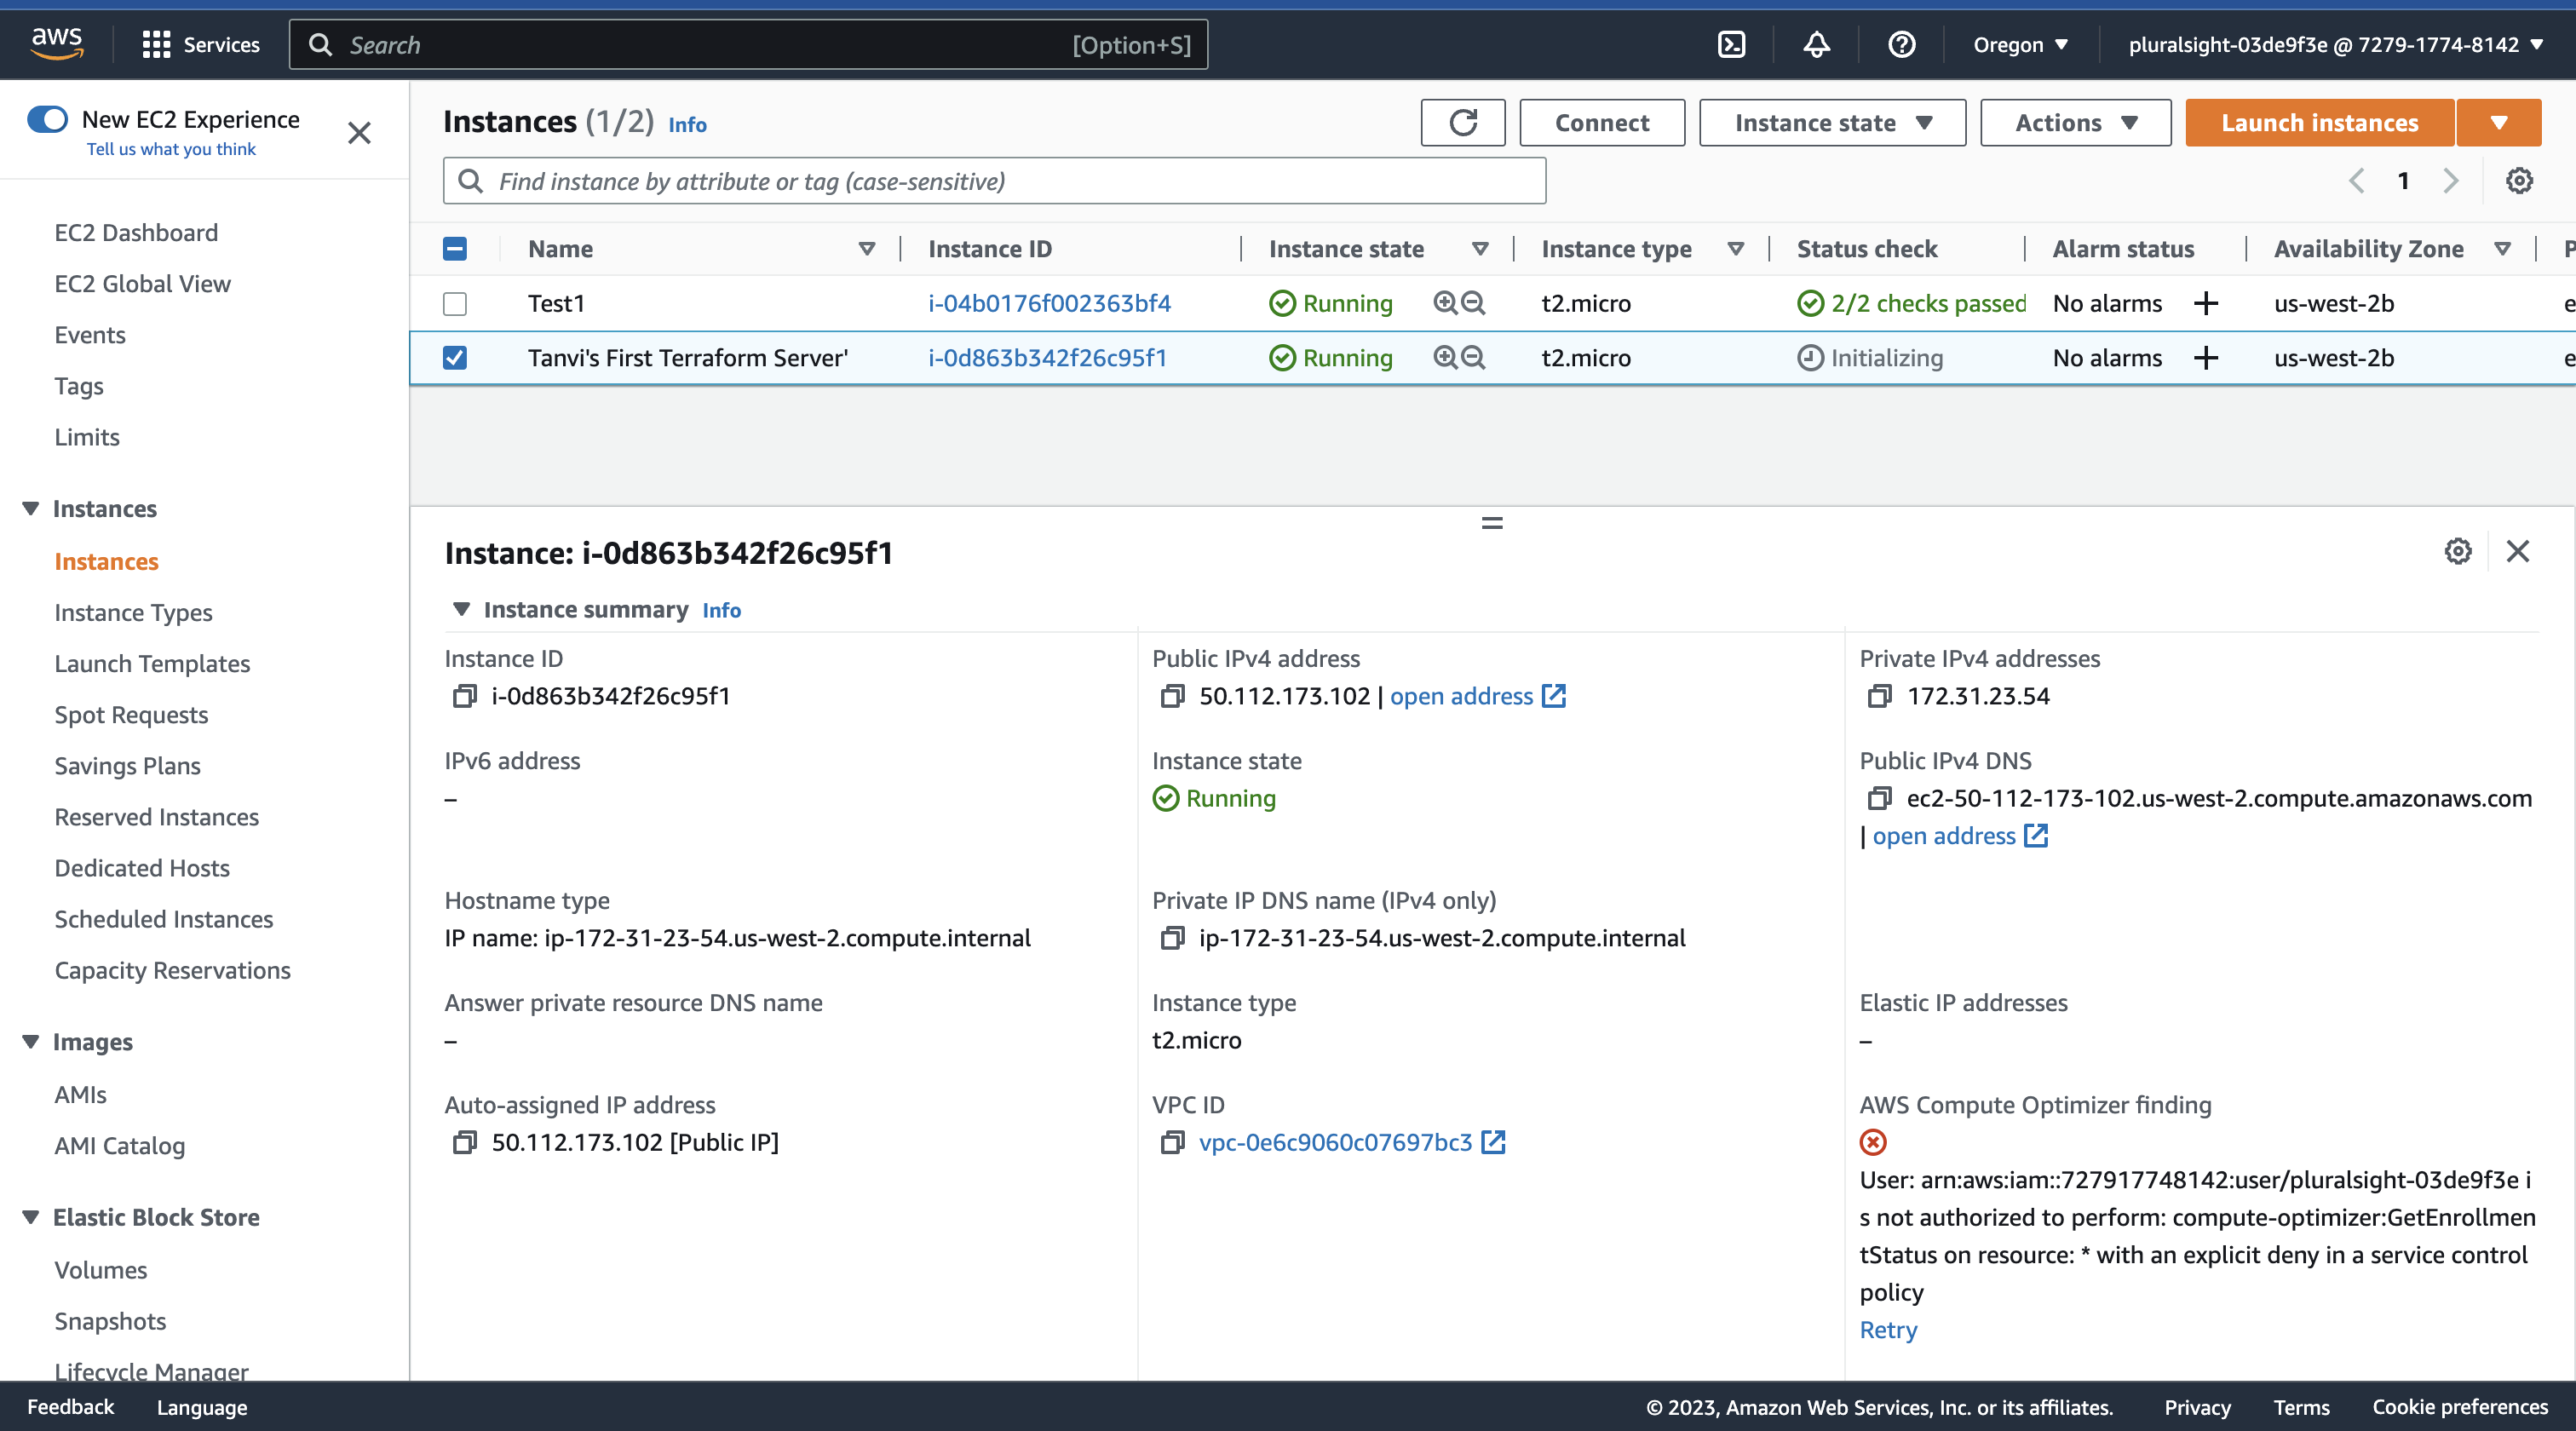 aws
Services
Search
[Option+S]
Oregon
pluralsight-03de9f3e @ 7279-1774-8142
New EC2 Experience
Tell us what you think
EC2 Dashboard
EC2 Global View
Events
Tags
Limits
Instances
Instances
Instance Types
Launch Templates
Spot Requests
Savings Plans
Reserved Instances
Dedicated Hosts
Scheduled Instances
Capacity Reservations
Images
AMIs
AMI Catalog
Elastic Block Store
Volumes
Snapshots
Lifecycle Manager
Instances (1/2) Info
Connect
Instance state
Actions
Launch instances
Find instance by attribute or tag (case-sensitive)
1
Name Instance ID Instance state Instance type Status check Alarm status Availability Zone P
Test1 i-04b0176f002363bf4 Running t2.micro 2/2 checks passed No alarms + us-west-2b e
Tanvi's First Terraform Server' i-0d863b342f26c95f1 Running t2.micro Initializing No alarms + us-west-2b e
Instance: i-0d863b342f26c95f1
Instance summary Info
Instance ID
i-0d863b342f26c95f1
Public IPv4 address
50.112.173.102 | open address
Private IPv4 addresses
172.31.23.54
IPv6 address
–
Instance state
Running
Public IPv4 DNS
ec2-50-112-173-102.us-west-2.compute.amazonaws.com
| open address
Hostname type
IP name: ip-172-31-23-54.us-west-2.compute.internal
Private IP DNS name (IPv4 only)
ip-172-31-23-54.us-west-2.compute.internal
Answer private resource DNS name
–
Instance type
t2.micro
Elastic IP addresses
–
Auto-assigned IP address
50.112.173.102 [Public IP]
VPC ID
vpc-0e6c9060c07697bc3
AWS Compute Optimizer finding
User: arn:aws:iam::727917748142:user/pluralsight-03de9f3e i
s not authorized to perform: compute-optimizer:GetEnrollmen
tStatus on resource: * with an explicit deny in a service control
policy
Retry
Feedback
Language
© 2023, Amazon Web Services, Inc. or its affiliates.
Privacy
Terms
Cookie preferences